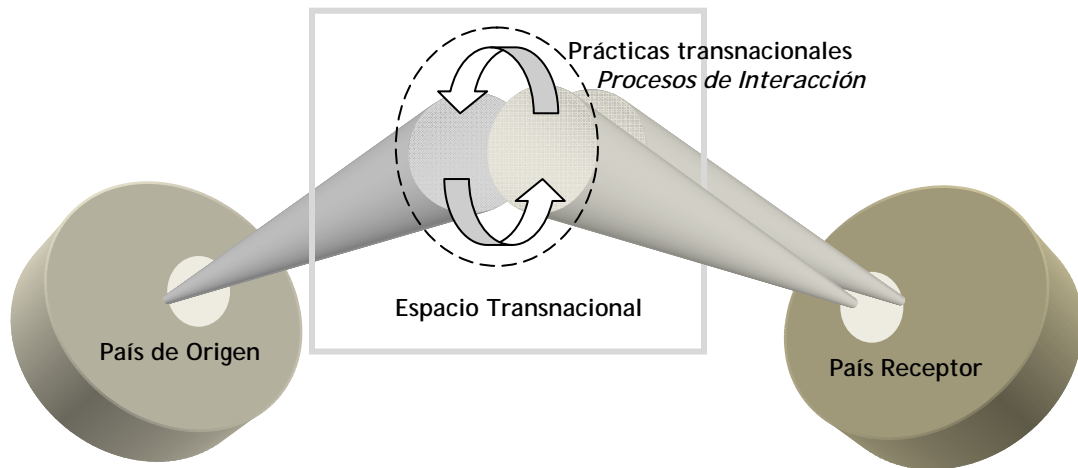 Prácticas transnacionales
Procesos de Interacción
Espacio Transnacional
País de Origen
País Receptor